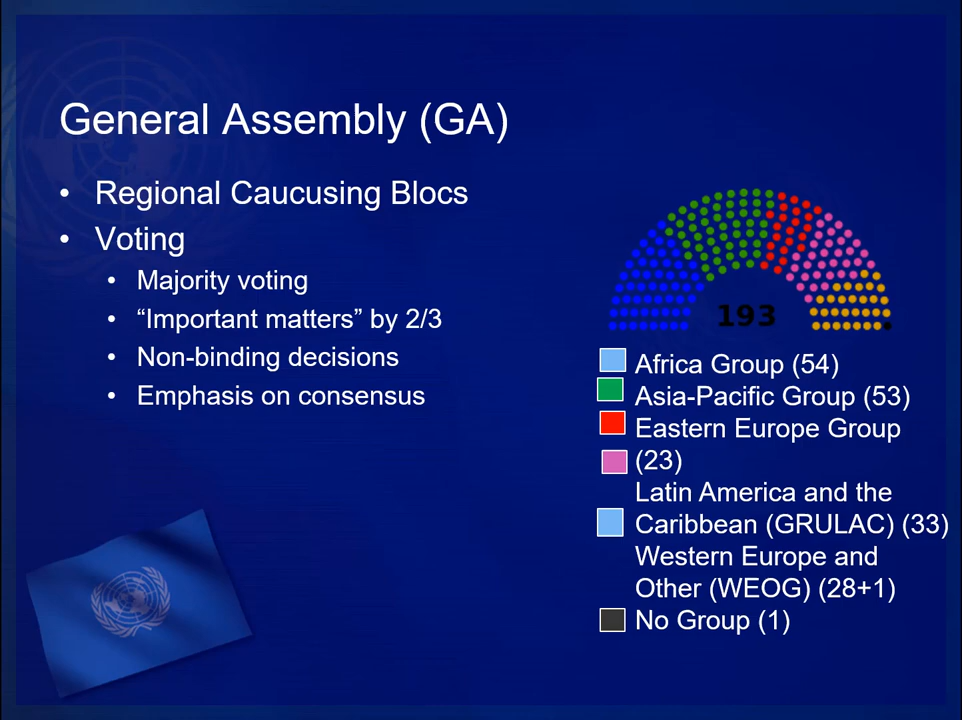 General Assembly (GA)
• Regional Caucusing Blocs
• Voting
• Majority voting
• “Important matters” by 2/3
• Non-binding decisions
• Emphasis on consensus
193
Africa Group (54)
Asia-Pacific Group (53)
Eastern Europe Group
(23)
Latin America and the
Caribbean (GRULAC) (33)
Western Europe and
Other (WEOG) (28+1)
No Group (1)